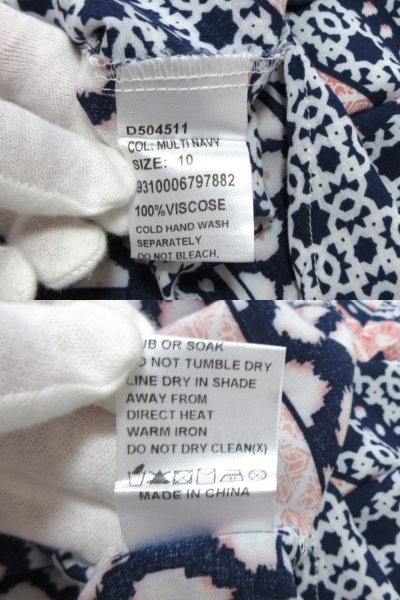 D504511
COL: MULTI NAVY
SIZE: 10
9310006797882
100%VISCOSE
COLD HAND WASH
SEPARATELY
DO NOT BLEACH,
UB OR SOAK
O NOT TUMBLE DRY
LINE DRY IN SHADE
AWAY FROM
DIRECT HEAT
WARM IRON
DO NOT DRY CLEAN(X)
MADE IN CHINA